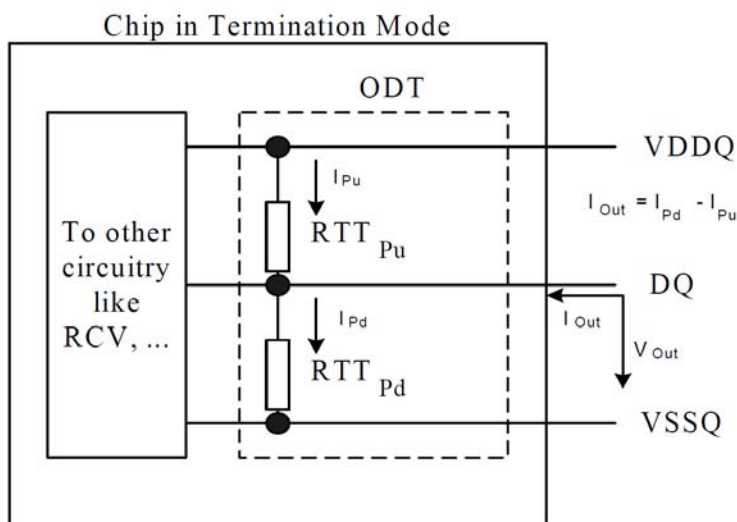 Chip in Termination Mode
ODT
VDDQ
I Pu
I Out = I Pd - I Pu
To other
circuitry
like
RCV, ...
RTT Pu
DQ
I Out
I Pd
V Out
RTT Pd
VSSQ